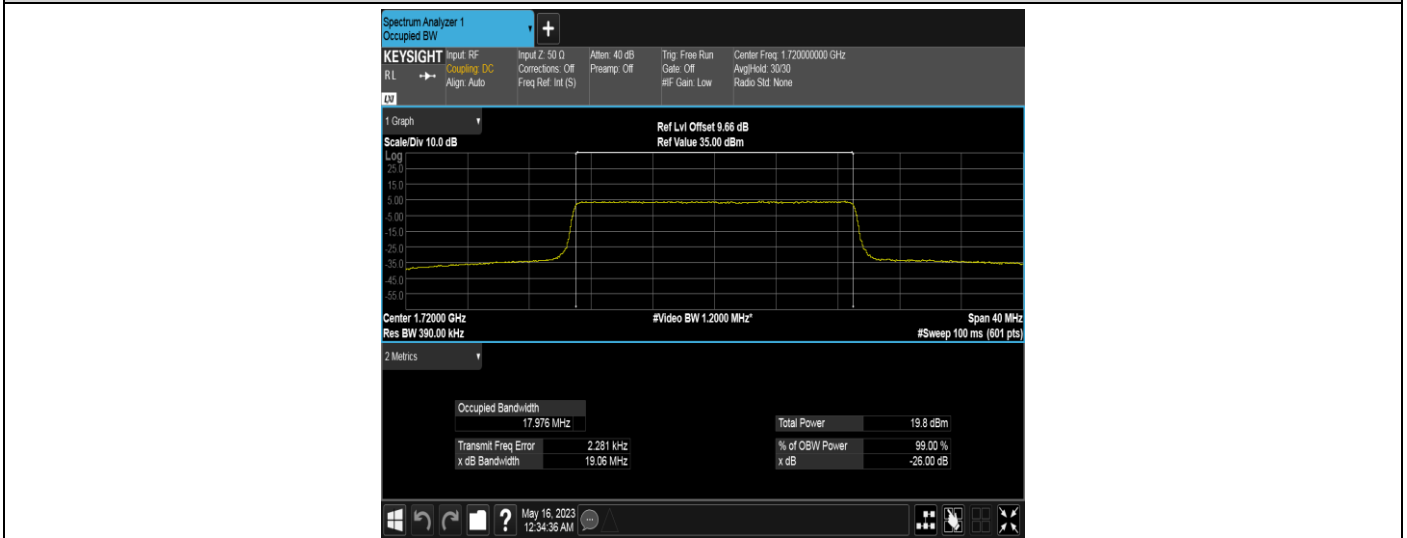 Spectrum Analyzer 1
Occupied BW
KEYSIGHT
RL
LXI
Input: RF
Coupling: DC
Align: Auto
Input Z: 50 Ω
Corrections: Off
Freq Ref: Int (S)
Atten: 40 dB
Preamp: Off
Trig: Free Run
Gate: Off
#IF Gain: Low
Center Freq: 1.720000000 GHz
Avg|Hold: 30/30
Radio Std: None
1 Graph
Scale/Div 10.0 dB
Ref Lvl Offset 9.66 dB
Ref Value 35.00 dBm
Log
25.0
15.0
5.00
-5.00
-15.0
-25.0
-35.0
-45.0
-55.0
Center 1.72000 GHz
#Video BW 1.2000 MHz*
Span 40 MHz
Res BW 390.00 kHz
#Sweep 100 ms (601 pts)
2 Metrics
Occupied Bandwidth
17.976 MHz
Total Power 19.8 dBm
Transmit Freq Error 2.281 kHz
% of OBW Power 99.00 %
x dB Bandwidth 19.06 MHz
x dB -26.00 dB
?
May 16, 2023
12:34:36 AM